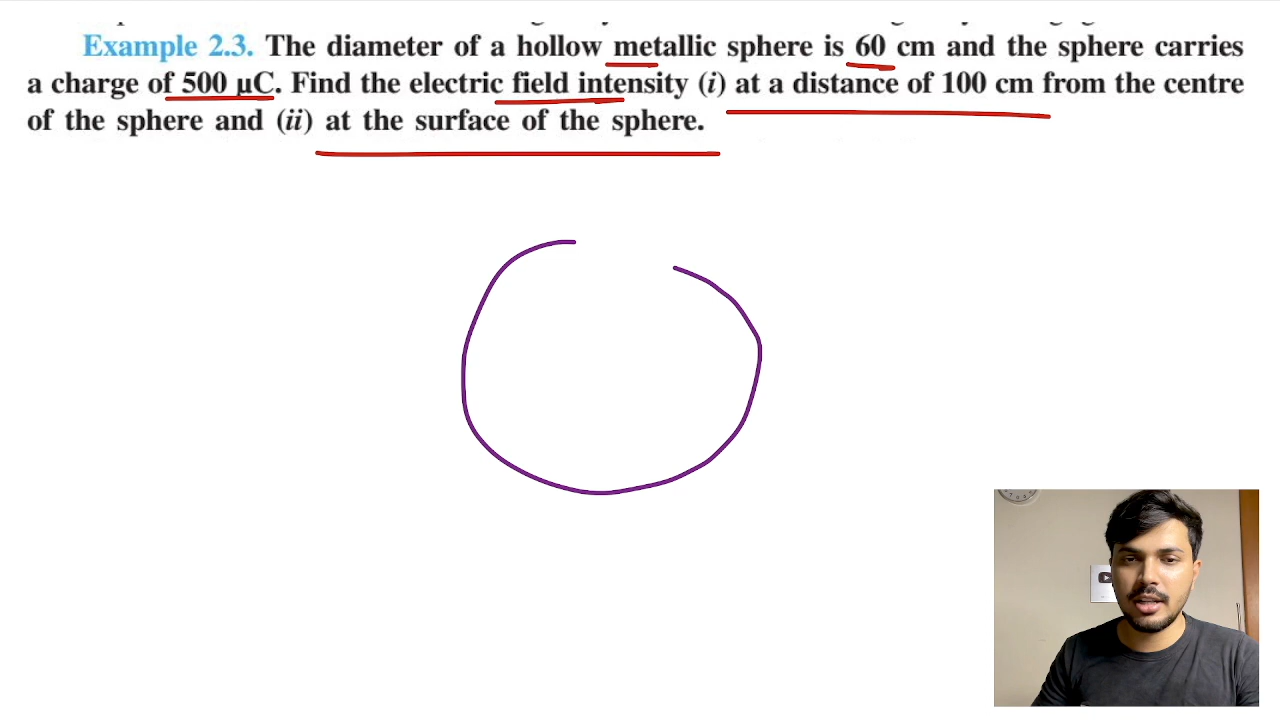 Example 2.3. The diameter of a hollow metallic sphere is 60 cm and the sphere carries
a charge of 500 μC. Find the electric field intensity (i) at a distance of 100 cm from the centre
of the sphere and (ii) at the surface of the sphere.